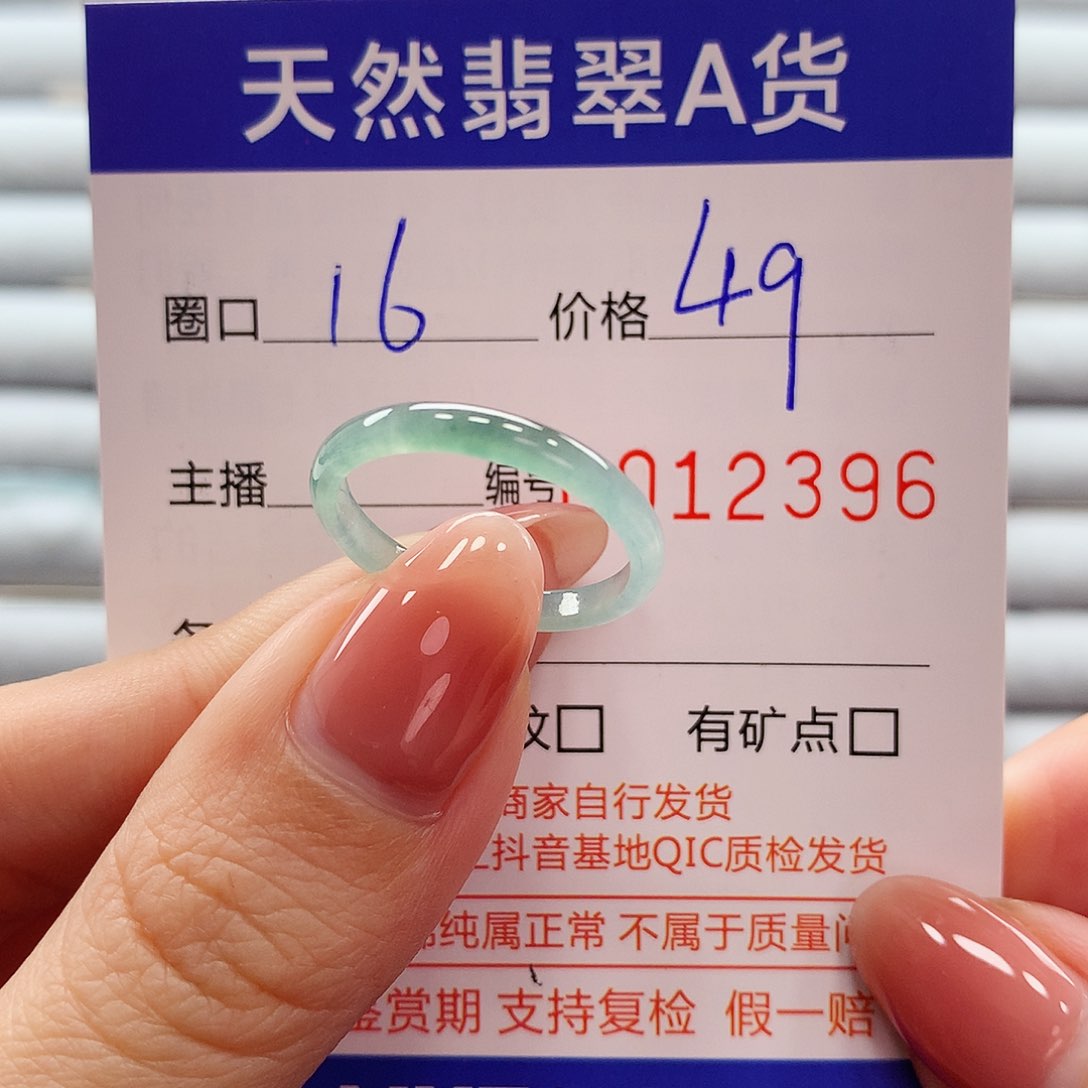 天然翡翠A货
圈口 16 价格 49
主播 编号 012396
纹□ 有矿点□
商家自行发货
抖音基地QIC质检发货
纯属正常 不属于质量
鉴赏期 支持复检 假一赔